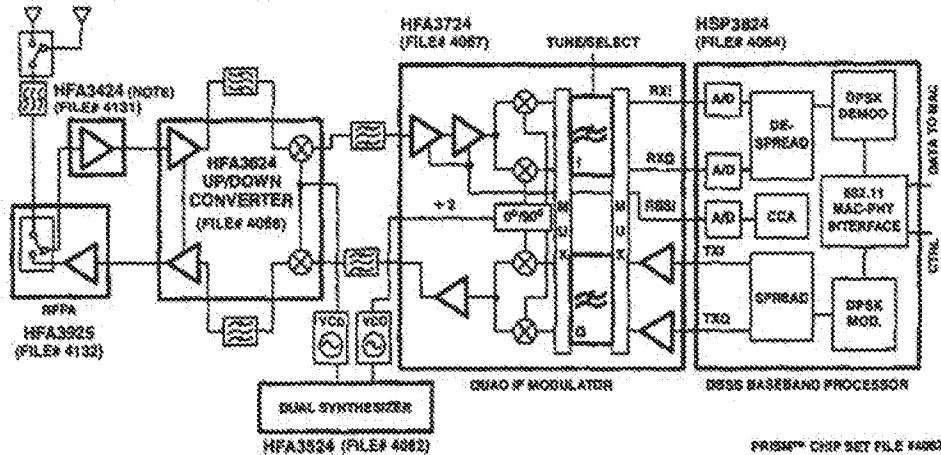 HFA3424 (NOTE)
(FILE# 4131)
HFA3624
UP/DOWN
CONVERTER
(FILE# 4066)
RFPA
HFA3925
(FILE# 4132)
VCO
VCO
DUAL SYNTHESIZER
HFA3524 (FILE# 4062)
HFA3724
(FILE# 4067)
TUNE/SELECT
÷2
0°/90°
I
M
U
X
M
U
X
Q
RXI
RXQ
RSSI
TXI
TXQ
QUAD IF MODULATOR
HSP3824
(FILE# 4064)
A/D
A/D
A/D
DE-
SPREAD
CCA
SPREAD
DPSK
DEMOD
802.11
MAC-PHY
INTERFACE
DPSK
MOD.
DATA TO MAC
CTRL
DSSS BASEBAND PROCESSOR
PRISM™ CHIP SET FILE #4063